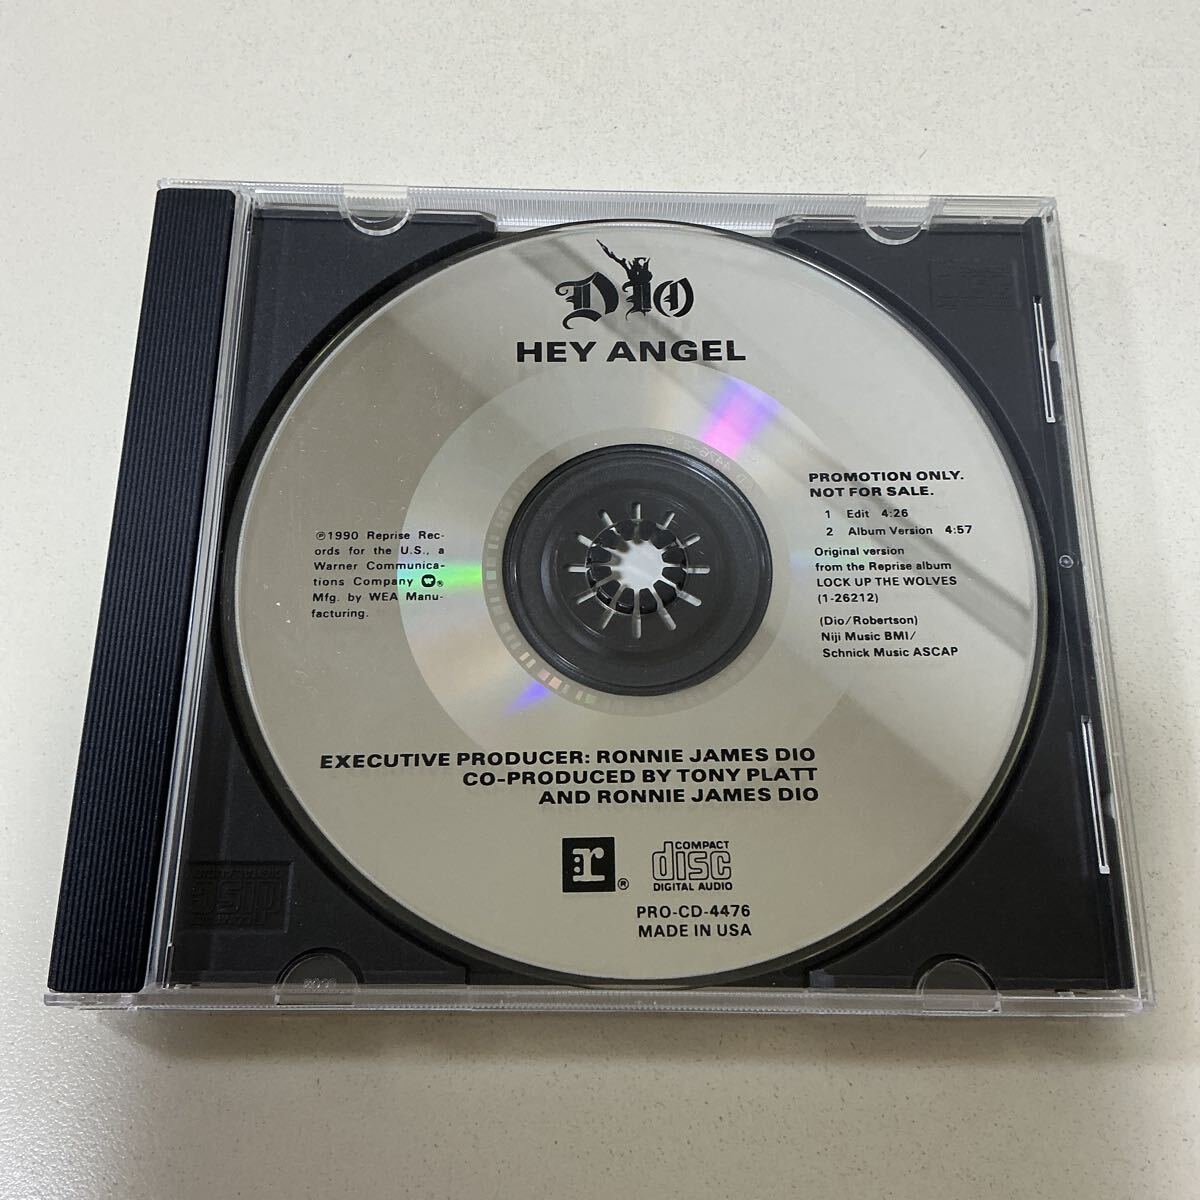 DIO
HEY ANGEL
PROMOTION ONLY.
NOT FOR SALE.
1 Edit 4:26
2 Album Version 4:57
Original version
from the Reprise album
LOCK UP THE WOLVES
(1-26212)
(Dio/Robertson)
Niji Music BMI/
Schnick Music ASCAP
℗1990 Reprise Rec-
ords for the U.S., a
Warner Communica-
tions Company ®
Mfg. by WEA Manu-
facturing.
EXECUTIVE PRODUCER: RONNIE JAMES DIO
CO-PRODUCED BY TONY PLATT
AND RONNIE JAMES DIO
r®
COMPACT
disc
DIGITAL AUDIO
PRO-CD-4476
MADE IN USA